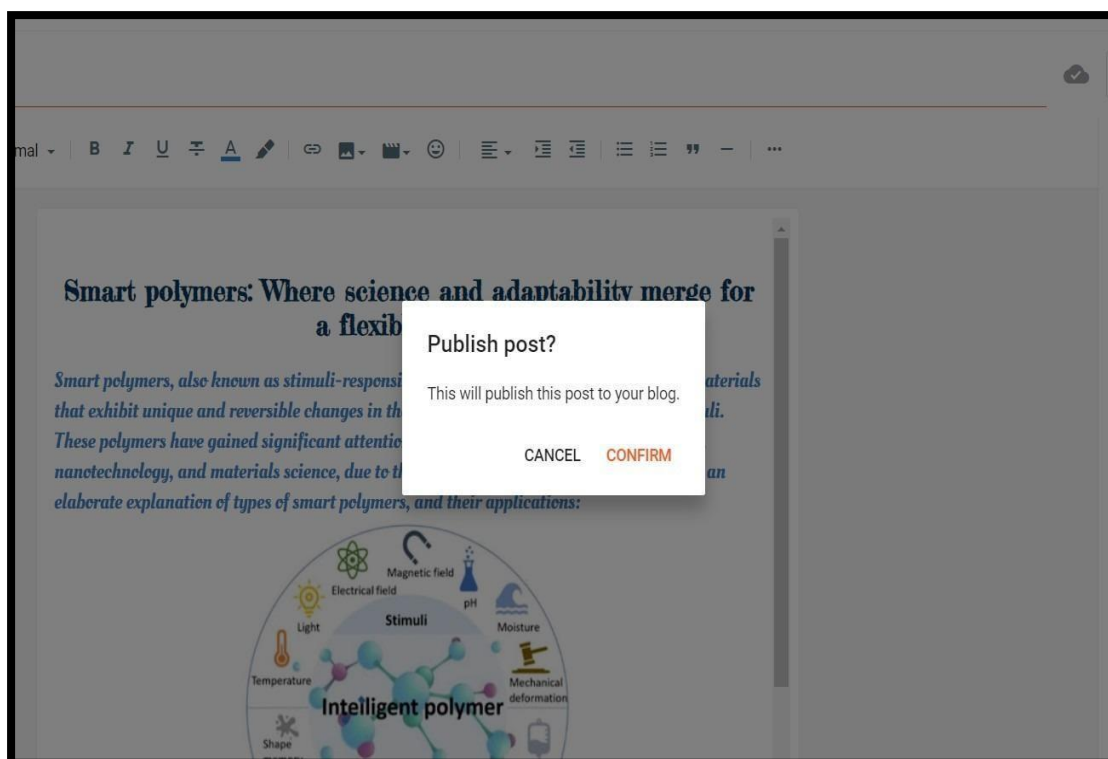 mal
B I U A
Smart polymers: Where science and adaptability merge for
a flexib
Publish post?
This will publish this post to your blog.
CANCEL CONFIRM
Smart polymers, also known as stimuli-responsi aterials
that exhibit unique and reversible changes in th uli.
These polymers have gained significant attentio
nanotechnology, and materials science, due to th an
elaborate explanation of types of smart polymers, and their applications:
Magnetic field
Electrical field
pH
Light
Stimuli
Moisture
Temperature
Mechanical
deformation
Intelligent polymer
Shape